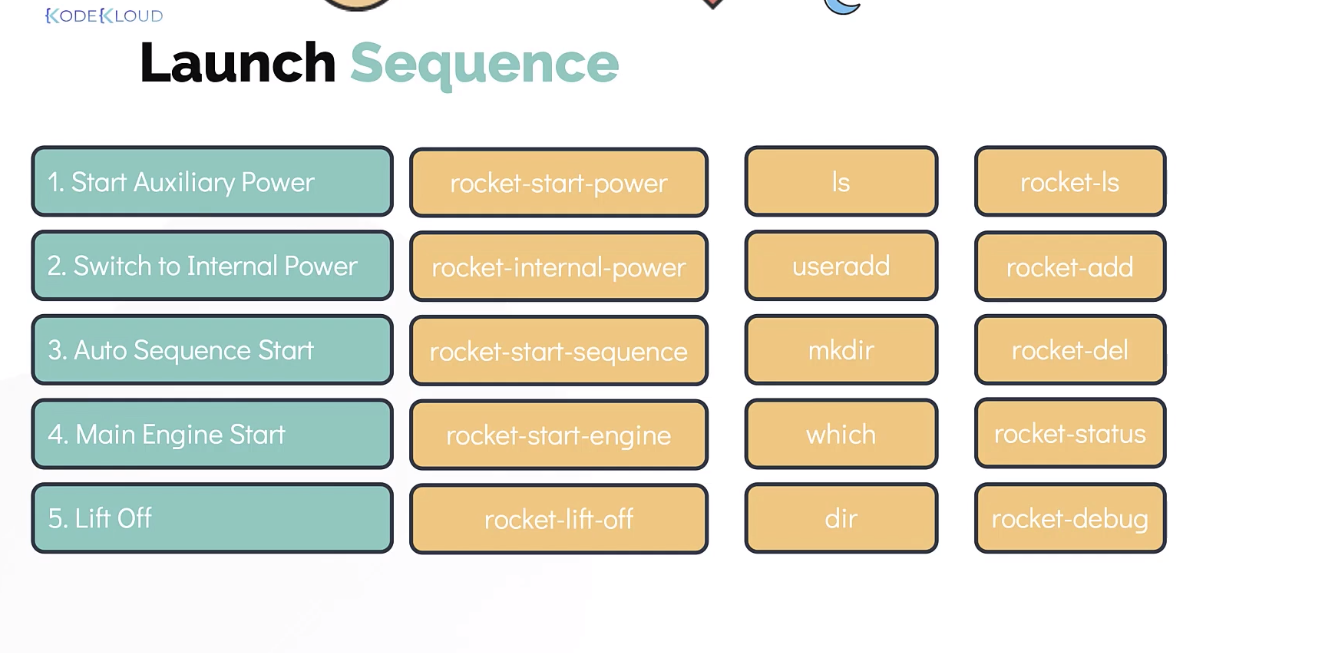 {KODE{KLOUD
Launch Sequence
1. Start Auxiliary Power
rocket-start-power
ls
rocket-ls
2. Switch to Internal Power
rocket-internal-power
useradd
rocket-add
3. Auto Sequence Start
rocket-start-sequence
mkdir
rocket-del
4. Main Engine Start
rocket-start-engine
which
rocket-status
5. Lift Off
rocket-lift-off
dir
rocket-debug